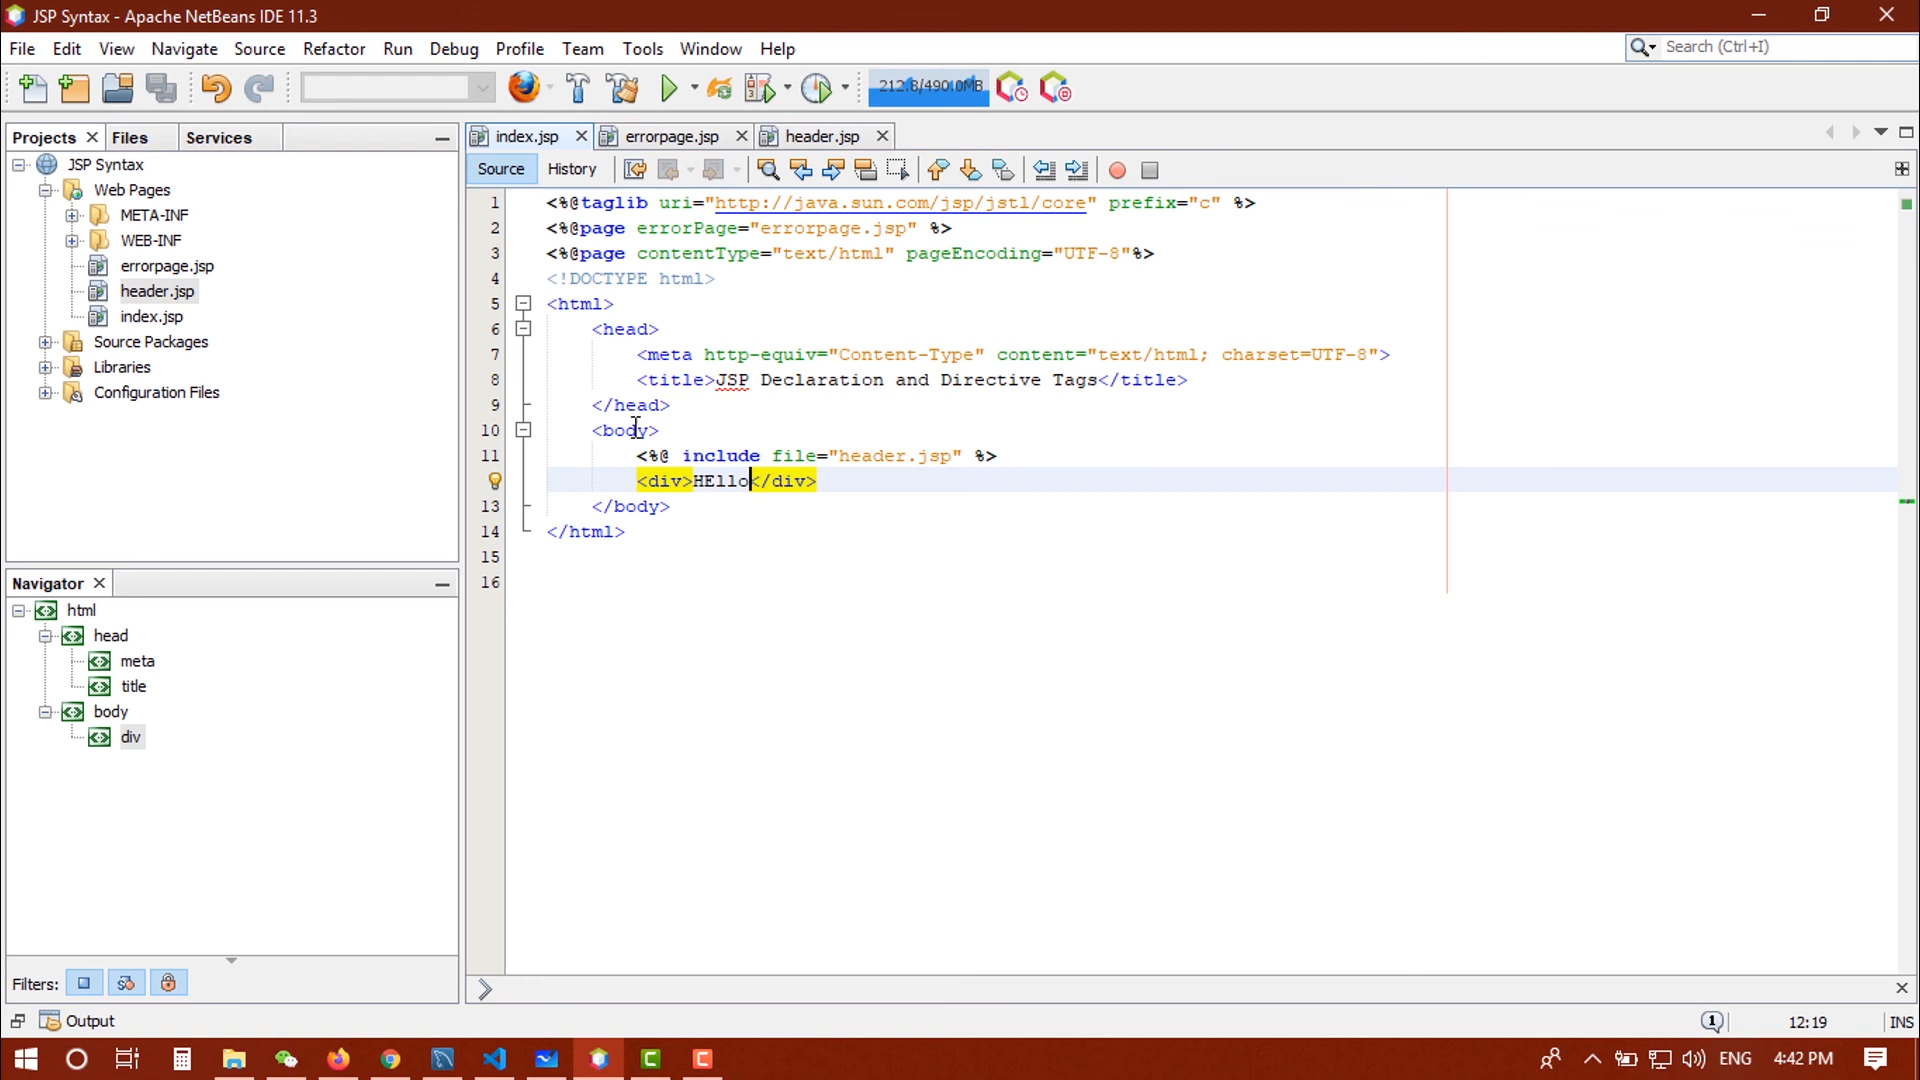 JSP Syntax - Apache NetBeans IDE 11.3
File Edit View Navigate Source Refactor Run Debug Profile Team Tools Window Help
Search (Ctrl+I)
212.8/490.0MB
Projects Files Services
index.jsp errorpage.jsp header.jsp
Source History
JSP Syntax
Web Pages
META-INF
WEB-INF
errorpage.jsp
header.jsp
index.jsp
Source Packages
Libraries
Configuration Files
1 <%@taglib uri="http://java.sun.com/jsp/jstl/core" prefix="c" %>
2 <%@page errorPage="errorpage.jsp" %>
3 <%@page contentType="text/html" pageEncoding="UTF-8"%>
4 <!DOCTYPE html>
5 <html>
6 <head>
7 <meta http-equiv="Content-Type" content="text/html; charset=UTF-8">
8 <title>JSP Declaration and Directive Tags</title>
9 </head>
10 <body>
11 <%@ include file="header.jsp" %>
<div>HEllo</div>
13 </body>
14 </html>
15
16
Navigator
html
head
meta
title
body
div
Filters:
Output
1
12:19 INS
ENG 4:42 PM